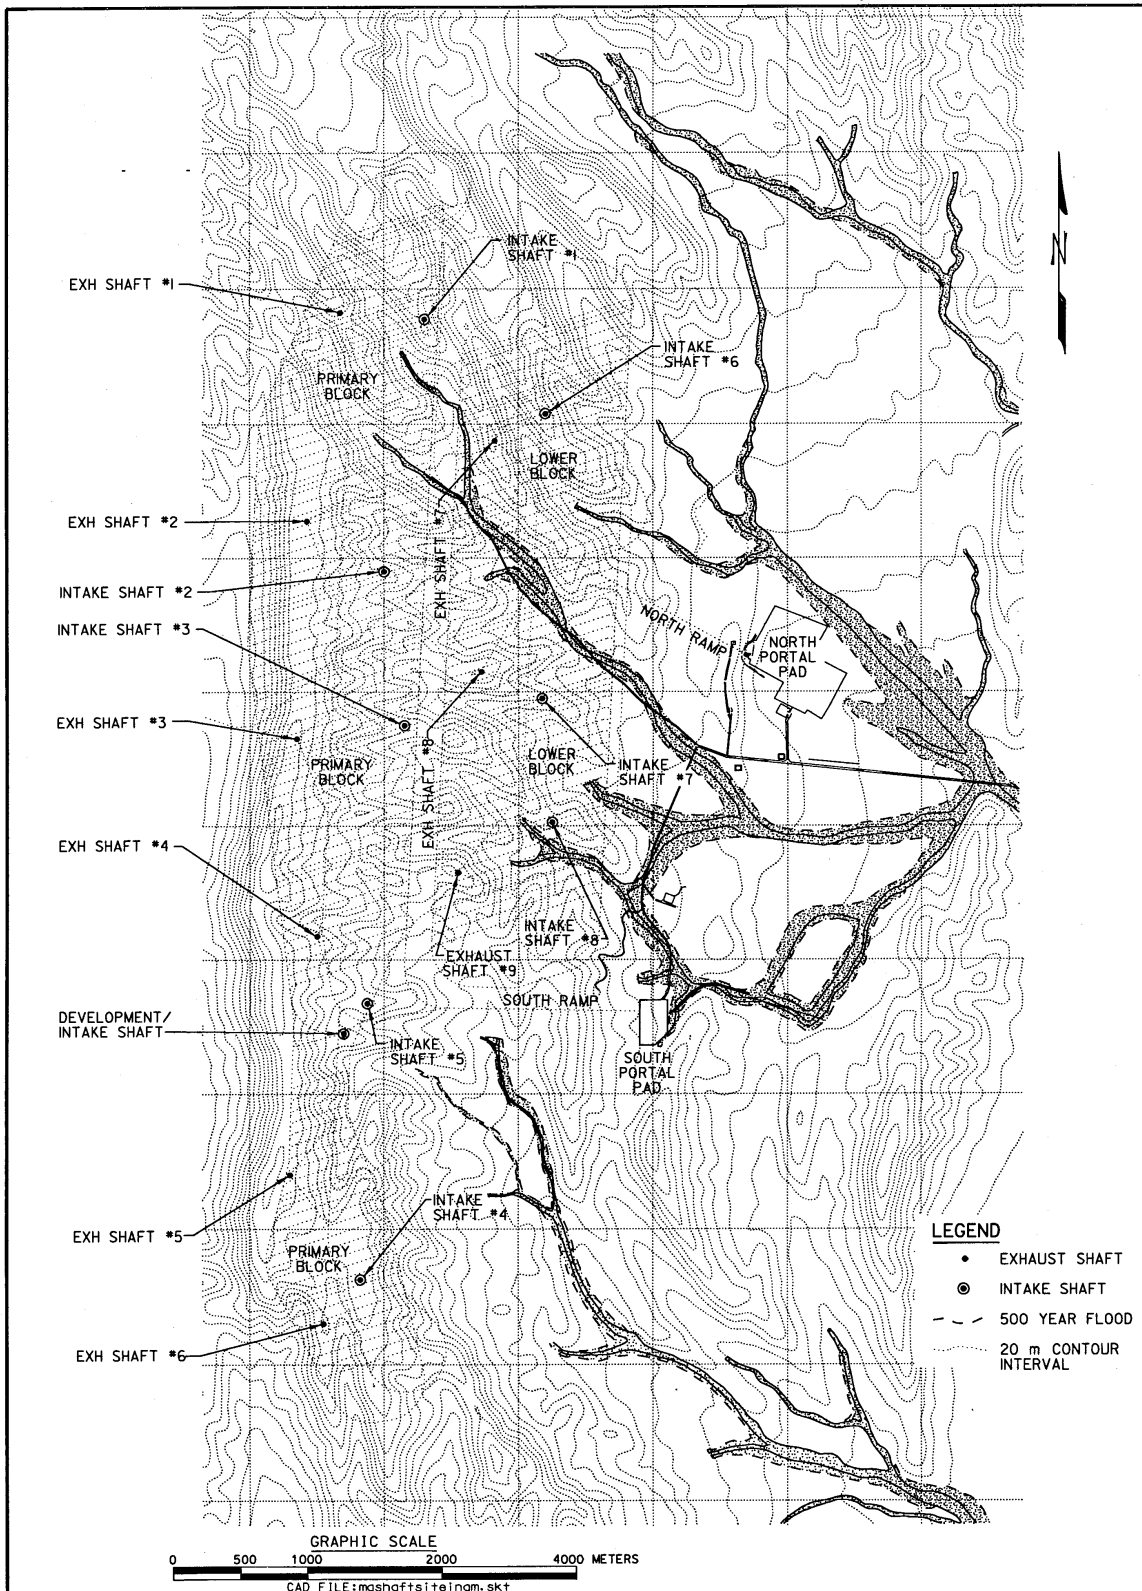 INTAKE
SHAFT #1
EXH SHAFT #1
N
INTAKE
SHAFT #6
PRIMARY
BLOCK
LOWER
BLOCK
EXH SHAFT #2
EXH SHAFT #7
INTAKE SHAFT #2
INTAKE SHAFT #3
NORTH RAMP
NORTH
PORTAL
PAD
EXH SHAFT #3
EXH SHAFT #8
PRIMARY
BLOCK
LOWER
BLOCK
INTAKE
SHAFT #7
EXH SHAFT #4
INTAKE
SHAFT #8
EXHAUST
SHAFT #9
SOUTH RAMP
DEVELOPMENT/
INTAKE SHAFT
INTAKE
SHAFT #5
SOUTH
PORTAL
PAD
INTAKE
SHAFT #4
EXH SHAFT #5
PRIMARY
BLOCK
EXH SHAFT #6
LEGEND
EXHAUST SHAFT
INTAKE SHAFT
500 YEAR FLOOD
20 m CONTOUR
INTERVAL
GRAPHIC SCALE
0 500 1000 2000 4000 METERS
CAD FILE:mgshaftsiteinam.skt